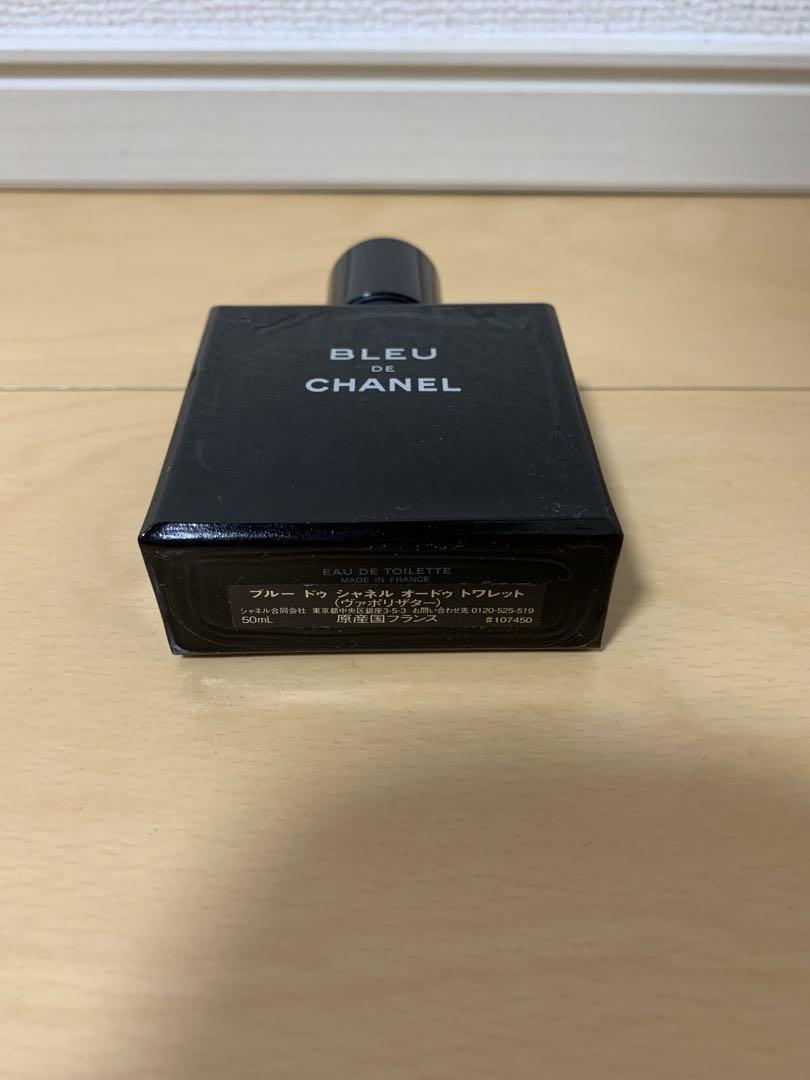 BLEU
DE
CHANEL
EAU DE TOILETTE
MADE IN FRANCE
ブルー ドゥ シャネル オードゥ トワレット
(ヴァポリザター)
シャネル合同会社 東京都中央区銀座3-5-3 お問い合わせ先 0120-525-519
50mL 原産国フランス #107450